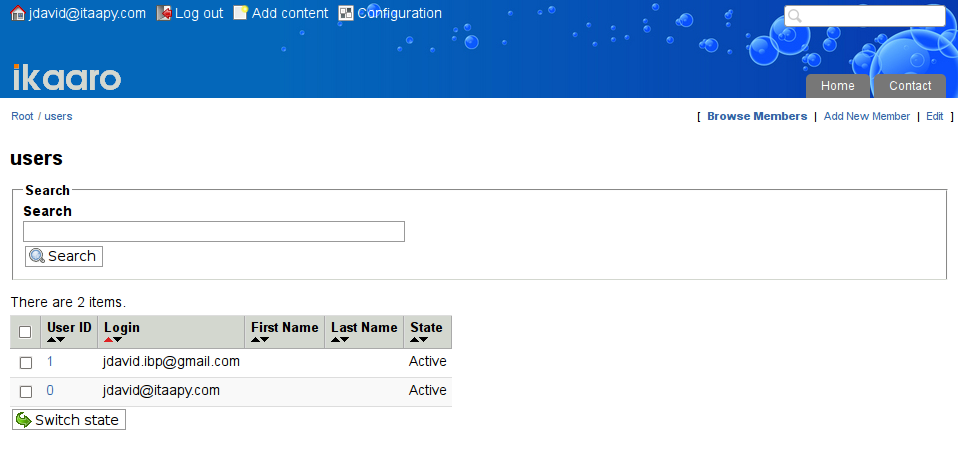 jdavid@itaapy.com Log out Add content Configuration
ikaaro
Home Contact
Root / users [ Browse Members | Add New Member | Edit ]
users
Search
Search
Search
There are 2 items.
User ID Login First Name Last Name State
1 jdavid.ibp@gmail.com Active
0 jdavid@itaapy.com Active
Switch state